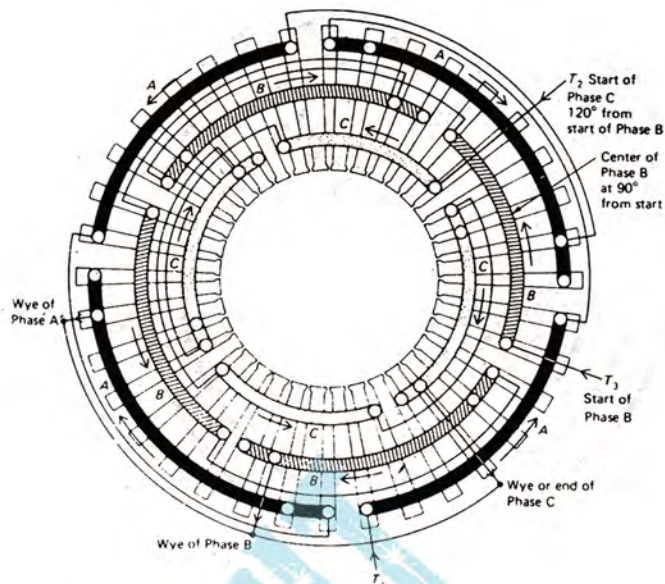 A
A
B
T2 Start of
Phase C
120° from
start of Phase B
C
Center of
Phase B
at 90°
from start
C
C
B
Wye of
Phase A
A
B
T3
Start of
Phase B
A
C
B
Wye or end of
Phase C
Wye of Phase B